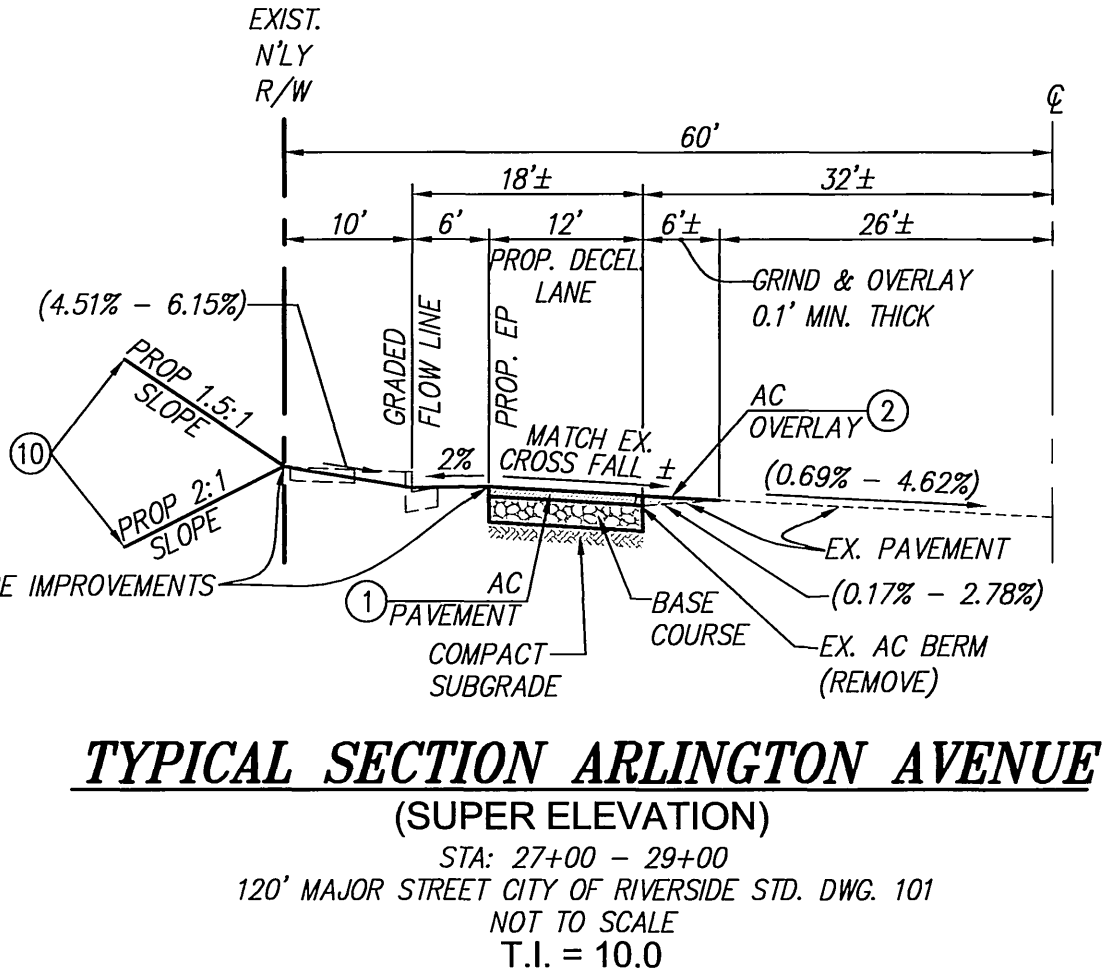 EXIST.
N'LY
R/W
℄
60'
18'±
32'±
10'
6'
12'
6'±
26'±
PROP. DECEL.
LANE
GRIND & OVERLAY
0.1' MIN. THICK
(4.51% - 6.15%)
GRADED
FLOW LINE
PROP. EP
PROP 1.5:1
SLOPE
10
PROP 2:1
SLOPE
AC
OVERLAY
2
MATCH EX.
CROSS FALL ±
2%
(0.69% - 4.62%)
EX. PAVEMENT
IMPROVEMENTS
1
AC
PAVEMENT
BASE
COURSE
(0.17% - 2.78%)
COMPACT
SUBGRADE
EX. AC BERM
(REMOVE)
TYPICAL SECTION ARLINGTON AVENUE
(SUPER ELEVATION)
STA: 27+00 - 29+00
120' MAJOR STREET CITY OF RIVERSIDE STD. DWG. 101
NOT TO SCALE
T.I. = 10.0